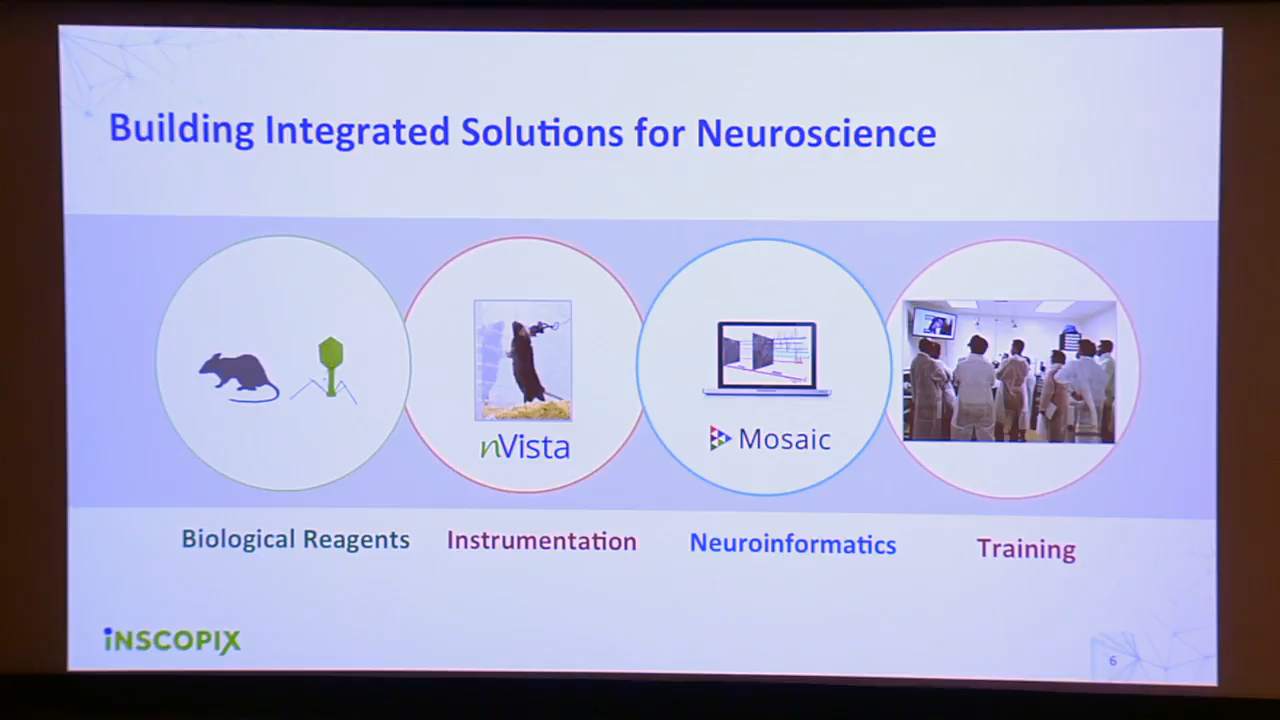 Building Integrated Solutions for Neuroscience
nVista
Mosaic
Biological Reagents
Instrumentation
Neuroinformatics
Training
iNSCOPIX
6